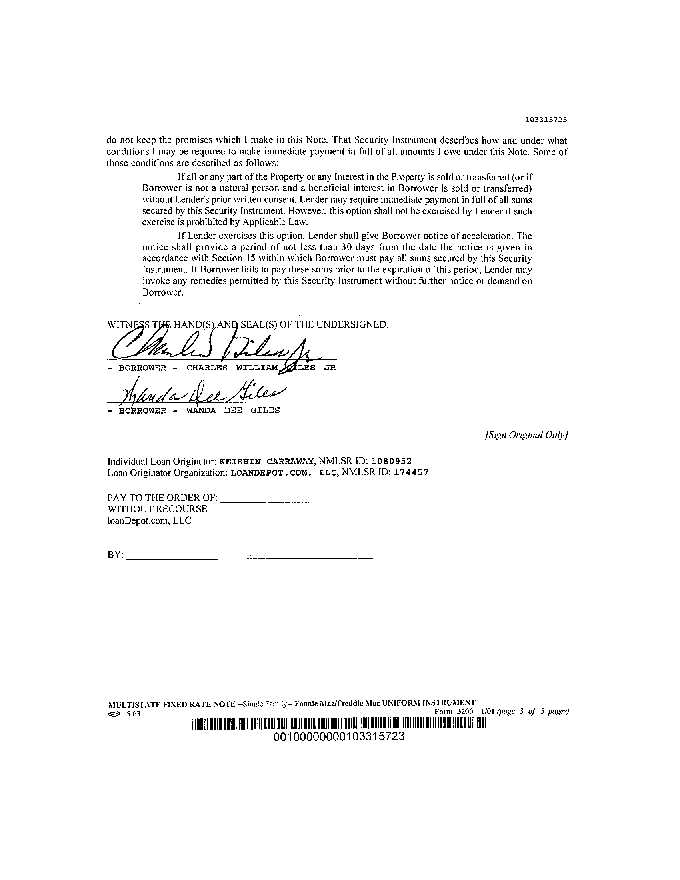 103315723
do not keep the promises which I make in this Note. That Security Instrument describes how and under what
conditions I may be required to make immediate payment in full of all amounts I owe under this Note. Some of
those conditions are described as follows:
If all or any part of the Property or any Interest in the Property is sold or transferred (or if
Borrower is not a natural person and a beneficial interest in Borrower is sold or transferred)
without Lender's prior written consent, Lender may require immediate payment in full of all sums
secured by this Security Instrument. However, this option shall not be exercised by Lender if such
exercise is prohibited by Applicable Law.
If Lender exercises this option, Lender shall give Borrower notice of acceleration. The
notice shall provide a period of not less than 30 days from the date the notice is given in
accordance with Section 15 within which Borrower must pay all sums secured by this Security
Instrument. If Borrower fails to pay these sums prior to the expiration of this period, Lender may
invoke any remedies permitted by this Security Instrument without further notice or demand on
Borrower.
WITNESS THE HAND(S) AND SEAL(S) OF THE UNDERSIGNED.
Charles W Giles Jr
- BORROWER - CHARLES WILLIAM GILES JR
Wanda Dee Giles
- BORROWER - WANDA DEE GILES
[Sign Original Only]
Individual Loan Originator: CARRAWAY, NMLSR ID: 1080952
Loan Originator Organization: LOANDEPOT.COM, LLC, NMLSR ID: 174457
PAY TO THE ORDER OF:
WITHOUT RECOURSE
loanDepot.com, LLC
BY:
MULTISTATE FIXED RATE NOTE –Single Family– Fannie Mae/Freddie Mac UNIFORM INSTRUMENT
Form 3200 1/01 (page 3 of 3 pages)
00100000000103315723